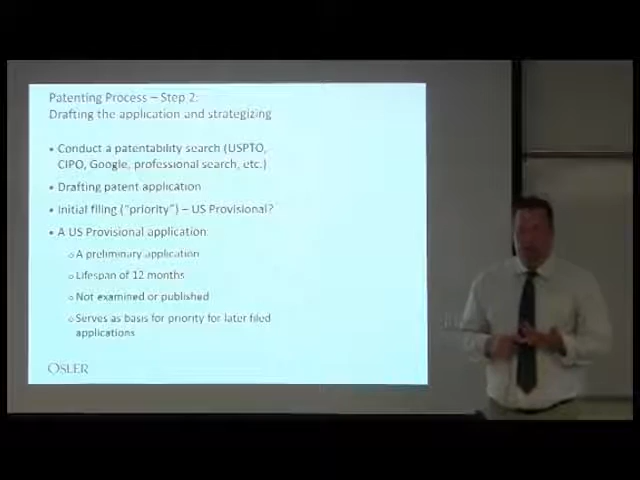 Patenting Process – Step 2:
Drafting the application and strategizing
• Conduct a patentability search (USPTO,
CIPO, Google, professional search, etc.)
• Drafting patent application
• Initial filing ("priority") – US Provisional?
• A US Provisional application:
o A preliminary application
o Lifespan of 12 months
o Not examined or published
o Serves as basis for priority for later filed
applications
OSLER